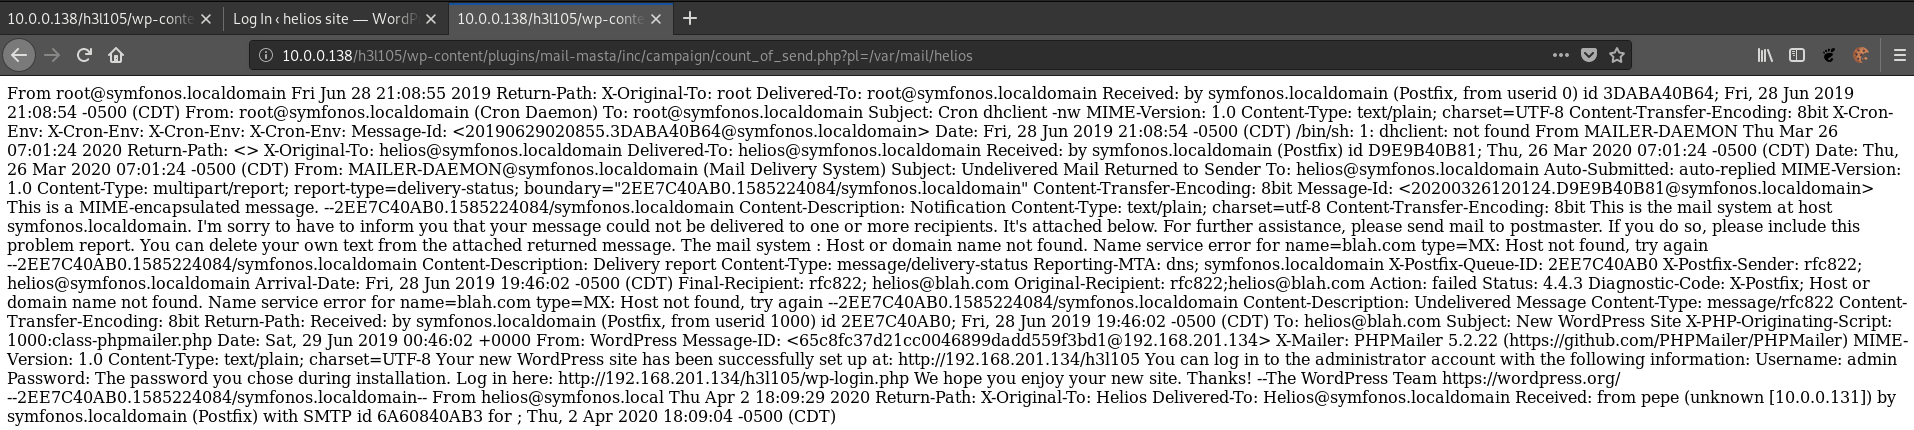 10.0.0.138/h3l105/wp-conte
Log In ‹ helios site — WordP
10.0.0.138/h3l105/wp-conte
10.0.0.138/h3l105/wp-content/plugins/mail-masta/inc/campaign/count_of_send.php?pl=/var/mail/helios
From root@symfonos.localdomain Fri Jun 28 21:08:55 2019 Return-Path: X-Original-To: root Delivered-To: root@symfonos.localdomain Received: by symfonos.localdomain (Postfix, from userid 0) id 3DABA40B64; Fri, 28 Jun 2019
21:08:54 -0500 (CDT) From: root@symfonos.localdomain (Cron Daemon) To: root@symfonos.localdomain Subject: Cron dhclient -nw MIME-Version: 1.0 Content-Type: text/plain; charset=UTF-8 Content-Transfer-Encoding: 8bit X-Cron-
Env: X-Cron-Env: X-Cron-Env: X-Cron-Env: Message-Id: <20190629020855.3DABA40B64@symfonos.localdomain> Date: Fri, 28 Jun 2019 21:08:54 -0500 (CDT) /bin/sh: 1: dhclient: not found From MAILER-DAEMON Thu Mar 26
07:01:24 2020 Return-Path: <> X-Original-To: helios@symfonos.localdomain Delivered-To: helios@symfonos.localdomain Received: by symfonos.localdomain (Postfix) id D9E9B40B81; Thu, 26 Mar 2020 07:01:24 -0500 (CDT) Date: Thu,
26 Mar 2020 07:01:24 -0500 (CDT) From: MAILER-DAEMON@symfonos.localdomain (Mail Delivery System) Subject: Undelivered Mail Returned to Sender To: helios@symfonos.localdomain Auto-Submitted: auto-replied MIME-Version:
1.0 Content-Type: multipart/report; report-type=delivery-status; boundary="2EE7C40AB0.1585224084/symfonos.localdomain" Content-Transfer-Encoding: 8bit Message-Id: <20200326120124.D9E9B40B81@symfonos.localdomain>
This is a MIME-encapsulated message. --2EE7C40AB0.1585224084/symfonos.localdomain Content-Description: Notification Content-Type: text/plain; charset=utf-8 Content-Transfer-Encoding: 8bit This is the mail system at host
symfonos.localdomain. I'm sorry to have to inform you that your message could not be delivered to one or more recipients. It's attached below. For further assistance, please send mail to postmaster. If you do so, please include this
problem report. You can delete your own text from the attached returned message. The mail system : Host or domain name not found. Name service error for name=blah.com type=MX: Host not found, try again
--2EE7C40AB0.1585224084/symfonos.localdomain Content-Description: Delivery report Content-Type: message/delivery-status Reporting-MTA: dns; symfonos.localdomain X-Postfix-Queue-ID: 2EE7C40AB0 X-Postfix-Sender: rfc822;
helios@symfonos.localdomain Arrival-Date: Fri, 28 Jun 2019 19:46:02 -0500 (CDT) Final-Recipient: rfc822; helios@blah.com Original-Recipient: rfc822;helios@blah.com Action: failed Status: 4.4.3 Diagnostic-Code: X-Postfix; Host or
domain name not found. Name service error for name=blah.com type=MX: Host not found, try again --2EE7C40AB0.1585224084/symfonos.localdomain Content-Description: Undelivered Message Content-Type: message/rfc822 Content-
Transfer-Encoding: 8bit Return-Path: Received: by symfonos.localdomain (Postfix, from userid 1000) id 2EE7C40AB0; Fri, 28 Jun 2019 19:46:02 -0500 (CDT) To: helios@blah.com Subject: New WordPress Site X-PHP-Originating-Script:
1000:class-phpmailer.php Date: Sat, 29 Jun 2019 00:46:02 +0000 From: WordPress Message-ID: <65c8fc37d21cc0046899dadd559f3bd1@192.168.201.134> X-Mailer: PHPMailer 5.2.22 (https://github.com/PHPMailer/PHPMailer) MIME-
Version: 1.0 Content-Type: text/plain; charset=UTF-8 Your new WordPress site has been successfully set up at: http://192.168.201.134/h3l105 You can log in to the administrator account with the following information: Username: admin
Password: The password you chose during installation. Log in here: http://192.168.201.134/h3l105/wp-login.php We hope you enjoy your new site. Thanks! --The WordPress Team https://wordpress.org/
--2EE7C40AB0.1585224084/symfonos.localdomain-- From helios@symfonos.local Thu Apr 2 18:09:29 2020 Return-Path: X-Original-To: Helios Delivered-To: Helios@symfonos.localdomain Received: from pepe (unknown [10.0.0.131]) by
symfonos.localdomain (Postfix) with SMTP id 6A60840AB3 for ; Thu, 2 Apr 2020 18:09:04 -0500 (CDT)